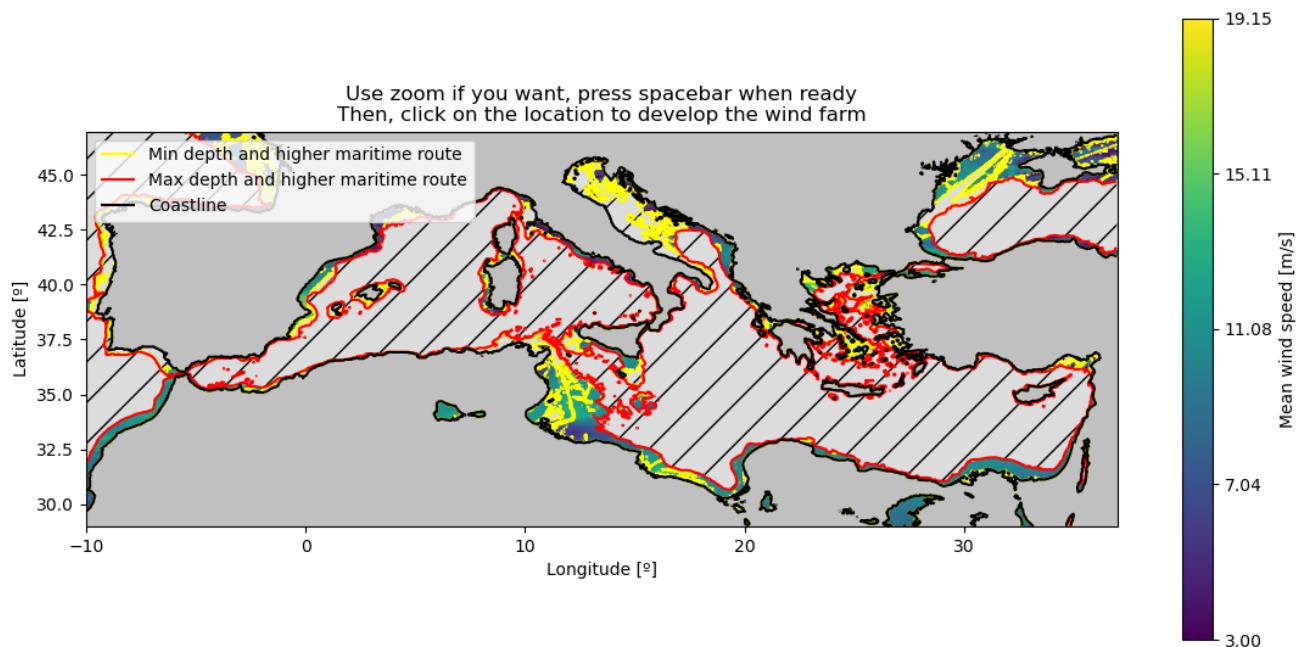 Use zoom if you want, press spacebar when ready
Then, click on the location to develop the wind farm
Min depth and higher maritime route
Max depth and higher maritime route
Coastline
45.0
42.5
40.0
37.5
35.0
32.5
30.0
Latitude [º]
−10
0
10
20
30
Longitude [º]
19.15
15.11
11.08
7.04
3.00
Mean wind speed [m/s]